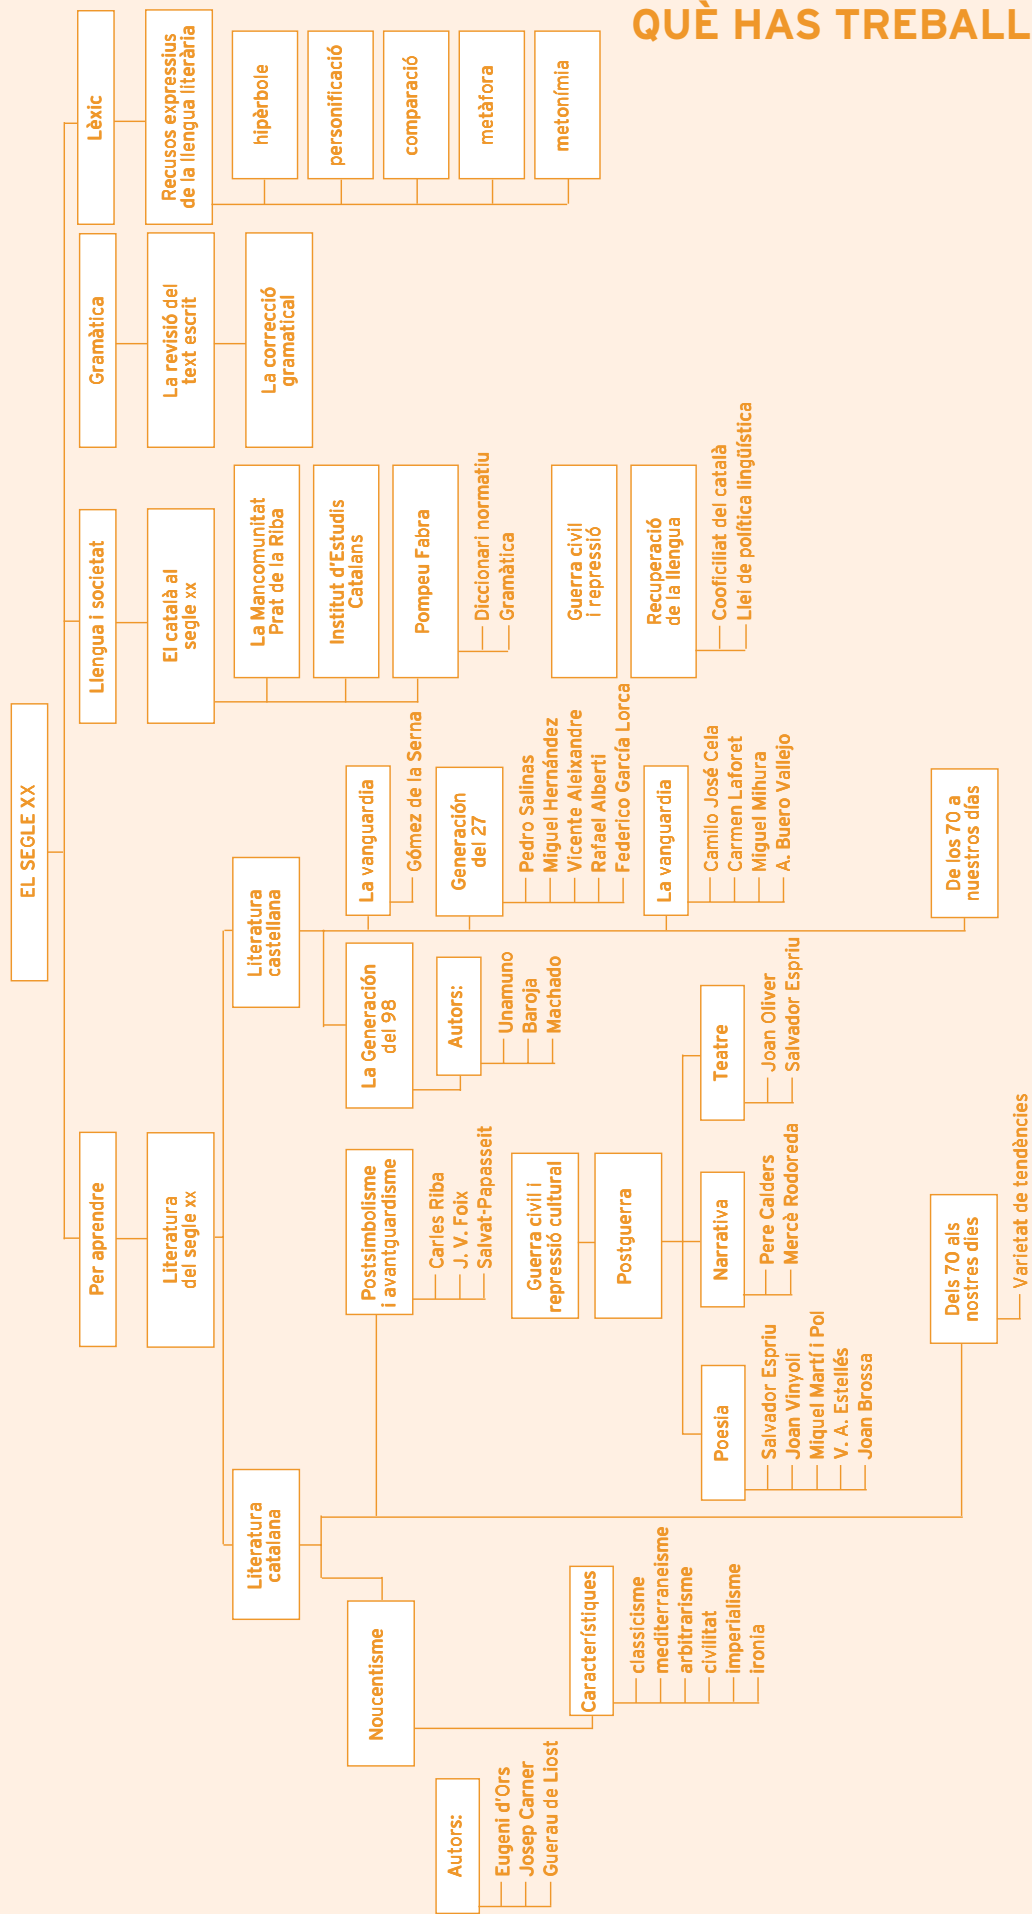 QUÈ HAS TREBALL
EL SEGLE XX
Per aprendre
Literatura
del segle xx
Literatura
catalana
Noucentisme
Autors:
Eugeni d'Ors
Josep Carner
Guerau de Liost
Característiques
classicisme
mediterraneisme
arbitrarisme
civilitat
imperialisme
ironia
Postsimbolisme
i avantguardisme
Carles Riba
J. V. Foix
Salvat-Papasseit
Guerra civil i
repressió cultural
Postguerra
Poesia
Salvador Espriu
Joan Vinyoli
Miquel Martí i Pol
V. A. Estellés
Joan Brossa
Narrativa
Pere Calders
Mercè Rodoreda
Teatre
Joan Oliver
Salvador Espriu
Dels 70 als
nostres dies
Varietat de tendències
Literatura
castellana
La Generación
del 98
Autors:
Unamuno
Baroja
Machado
La vanguardia
Gómez de la Serna
Generación
del 27
Pedro Salinas
Miguel Hernández
Vicente Aleixandre
Rafael Alberti
Federico García Lorca
La vanguardia
Camilo José Cela
Carmen Laforet
Miguel Mihura
A. Buero Vallejo
De los 70 a
nuestros días
Llengua i societat
El català al
segle xx
La Mancomunitat
Prat de la Riba
Institut d'Estudis
Catalans
Pompeu Fabra
Diccionari normatiu
Gramàtica
Guerra civil
i repressió
Recuperació
de la llengua
Cooficiliat del català
Llei de política lingüística
Gramàtica
La revisió del
text escrit
La correcció
gramatical
Lèxic
Recusos expressius
de la llengua literària
hipèrbole
personificació
comparació
metàfora
metonímia